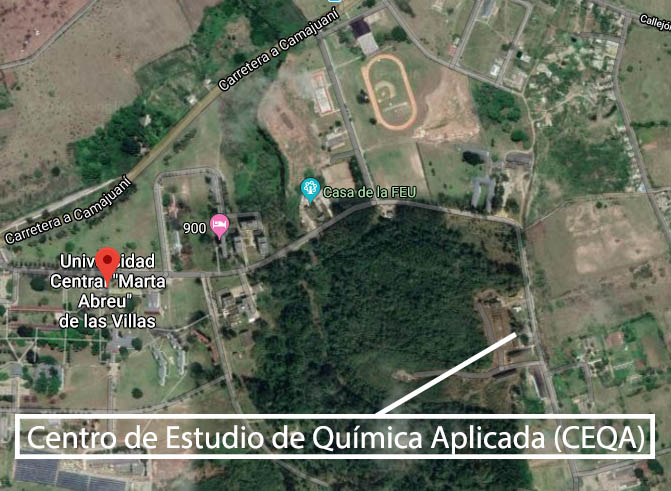 Callejó
Carretera a Camajuaní
Casa de la FEU
900
Carretera a Camajuaní
Universidad
Central "Marta
Abreu"
de las Villas
Centro de Estudio de Química Aplicada (CEQA)